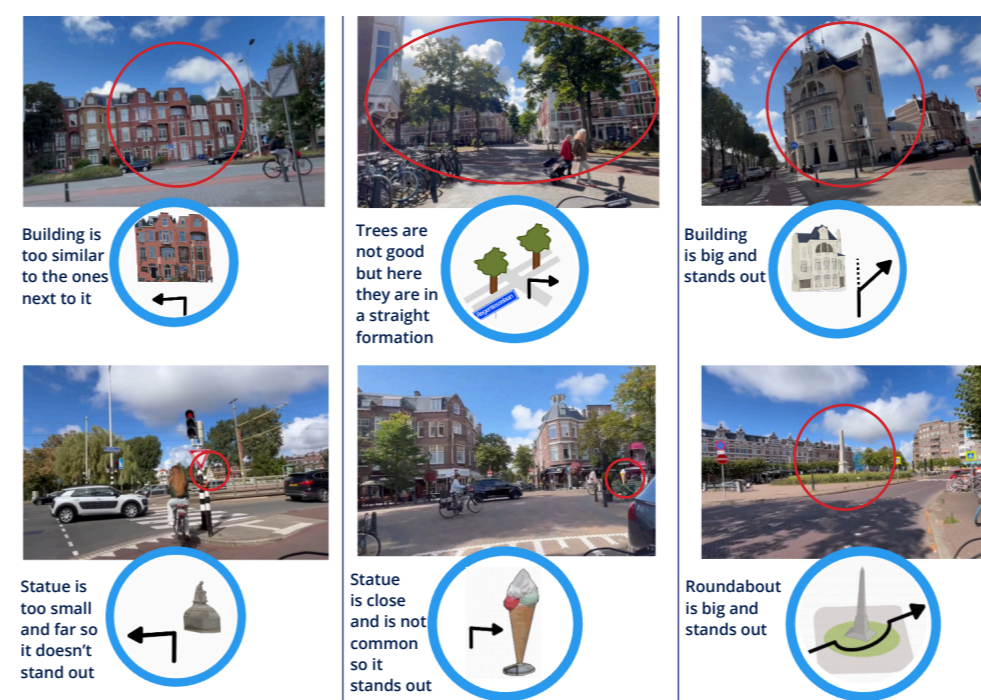 Building is
too similar
to the ones
next to it
Trees are
not good
but here
they are in
a straight
formation
Building
is big and
stands out
Statue is
too small
and far so
it doesn't
stand out
Statue
is close
and is not
common
so it
stands out
Roundabout
is big and
stands out